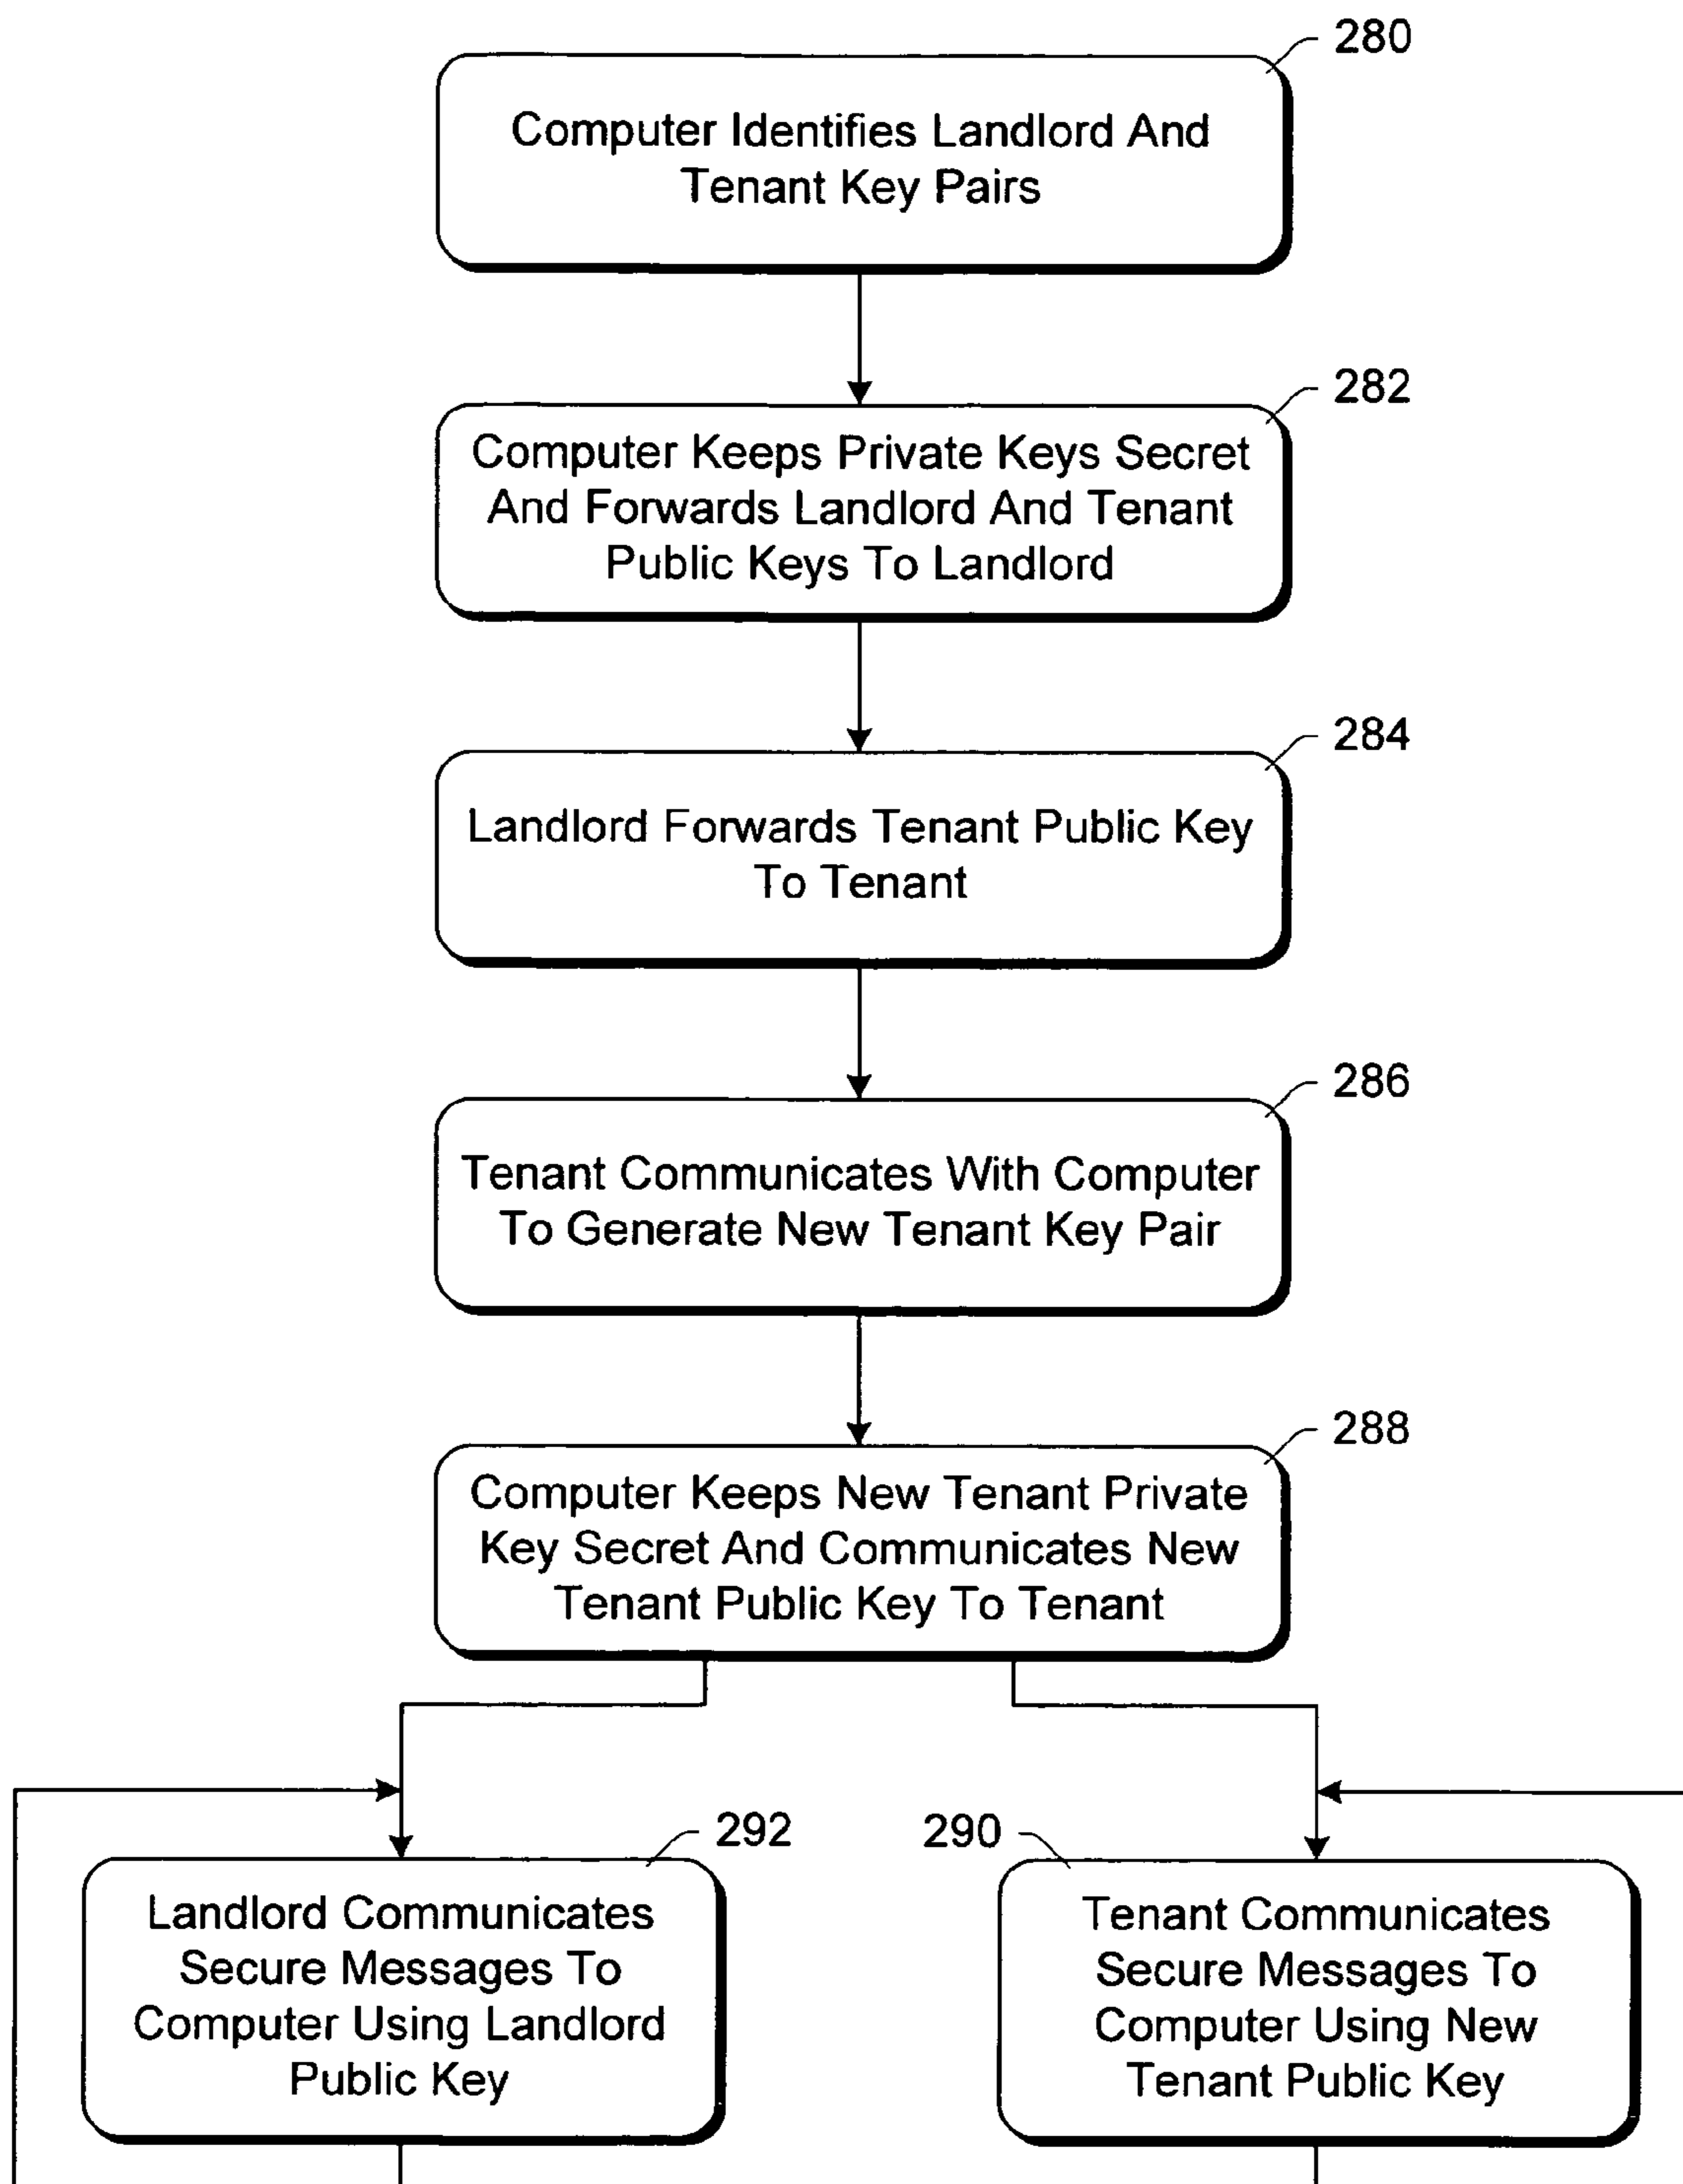 280
Computer Identifies Landlord And
Tenant Key Pairs
282
Computer Keeps Private Keys Secret
And Forwards Landlord And Tenant
Public Keys To Landlord
284
Landlord Forwards Tenant Public Key
To Tenant
286
Tenant Communicates With Computer
To Generate New Tenant Key Pair
288
Computer Keeps New Tenant Private
Key Secret And Communicates New
Tenant Public Key To Tenant
292
Landlord Communicates
Secure Messages To
Computer Using Landlord
Public Key
290
Tenant Communicates
Secure Messages To
Computer Using New
Tenant Public Key